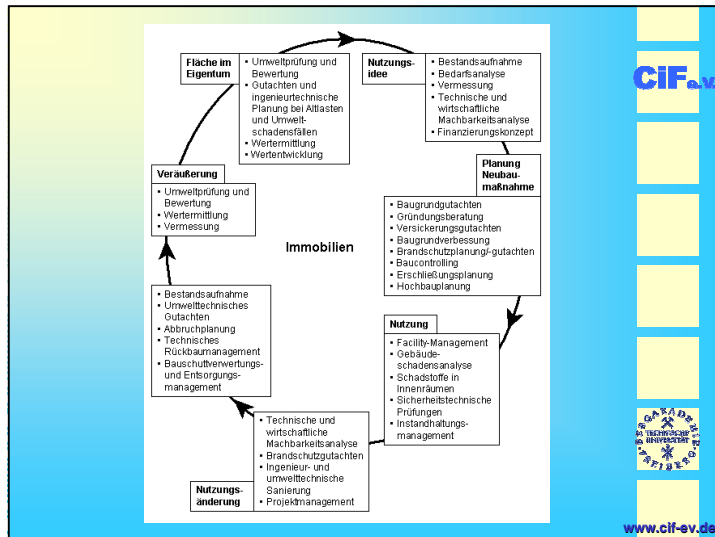 Fläche im
Eigentum
▪ Umweltprüfung und
Bewertung
▪ Gutachten und
ingenieurtechnische
Planung bei Altlasten
und Umwelt-
schadensfällen
▪ Wertermittlung
▪ Wertentwicklung
Nutzungs-
idee
▪ Bestandsaufnahme
▪ Bedarfsanalyse
▪ Vermessung
▪ Technische und
wirtschaftliche
Machbarkeitsanalyse
▪ Finanzierungskonzept
CiF e.V.
Planung
Neubau-
maßnahme
▪ Baugrundgutachten
▪ Gründungsberatung
▪ Versickerungsgutachten
▪ Baugrundverbessung
▪ Brandschutzplanung/-gutachten
▪ Baucontrolling
▪ Erschließungsplanung
▪ Hochbauplanung
Veräußerung
▪ Umweltprüfung und
Bewertung
▪ Wertermittlung
▪ Vermessung
Immobilien
▪ Bestandsaufnahme
▪ Umwelttechnisches
Gutachten
▪ Abbruchplanung
▪ Technisches
Rückbaumanagement
▪ Bauschuttverwertungs-
und Entsorgungs-
management
Nutzung
▪ Facility-Management
▪ Gebäude-
schadensanalyse
▪ Schadstoffe in
Innenräumen
▪ Sicherheitstechnische
Prüfungen
▪ Instandhaltungs-
management
▪ Technische und
wirtschaftliche
Machbarkeitsanalyse
▪ Brandschutzgutachten
▪ Ingenieur- und
umwelttechnische
Sanierung
▪ Projektmanagement
Nutzungs-
änderung
BERGAKADEMIE
TECHNISCHE
UNIVERSITÄT
FREIBERG
www.cif-ev.de